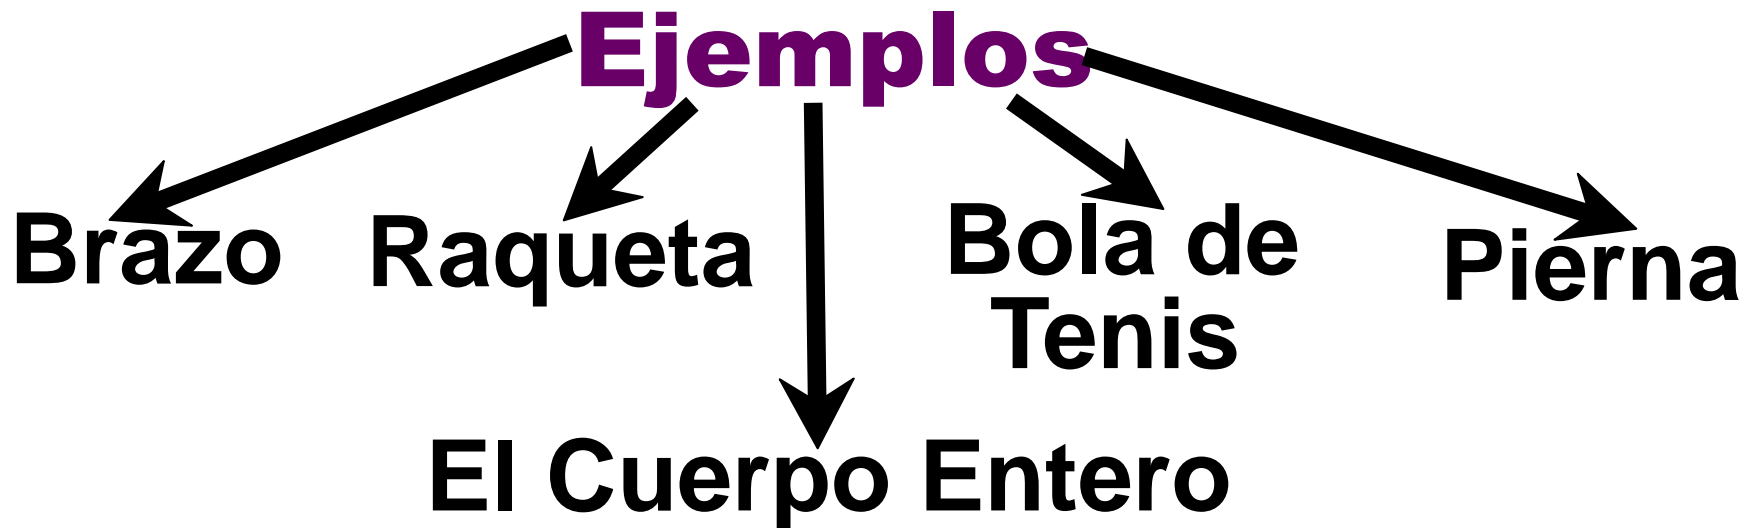 Ejemplos
Brazo
Raqueta
Bola de
Tenis
Pierna
El Cuerpo Entero